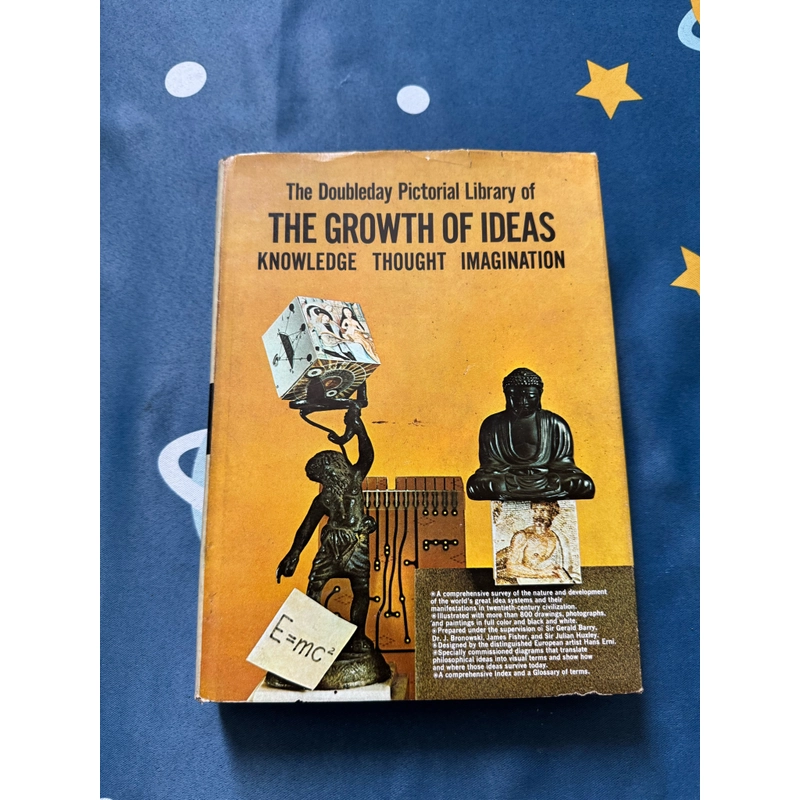 The Doubleday Pictorial Library of
THE GROWTH OF IDEAS
KNOWLEDGE THOUGHT IMAGINATION
E=mc²
*A comprehensive survey of the nature and development
of the world's great idea systems and their
manifestations in twentieth-century civilization.
*Illustrated with more than 800 drawings, photographs,
and paintings in full color and black and white.
*Prepared under the supervision of Sir Gerald Barry,
Dr. J. Bronowski, James Fisher, and Sir Julian Huxley.
*Designed by the distinguished European artist Hans Erni.
*Specially commissioned diagrams that translate
philosophical ideas into visual terms and show how
and where those ideas survive today.
*A comprehensive Index and a Glossary of terms.